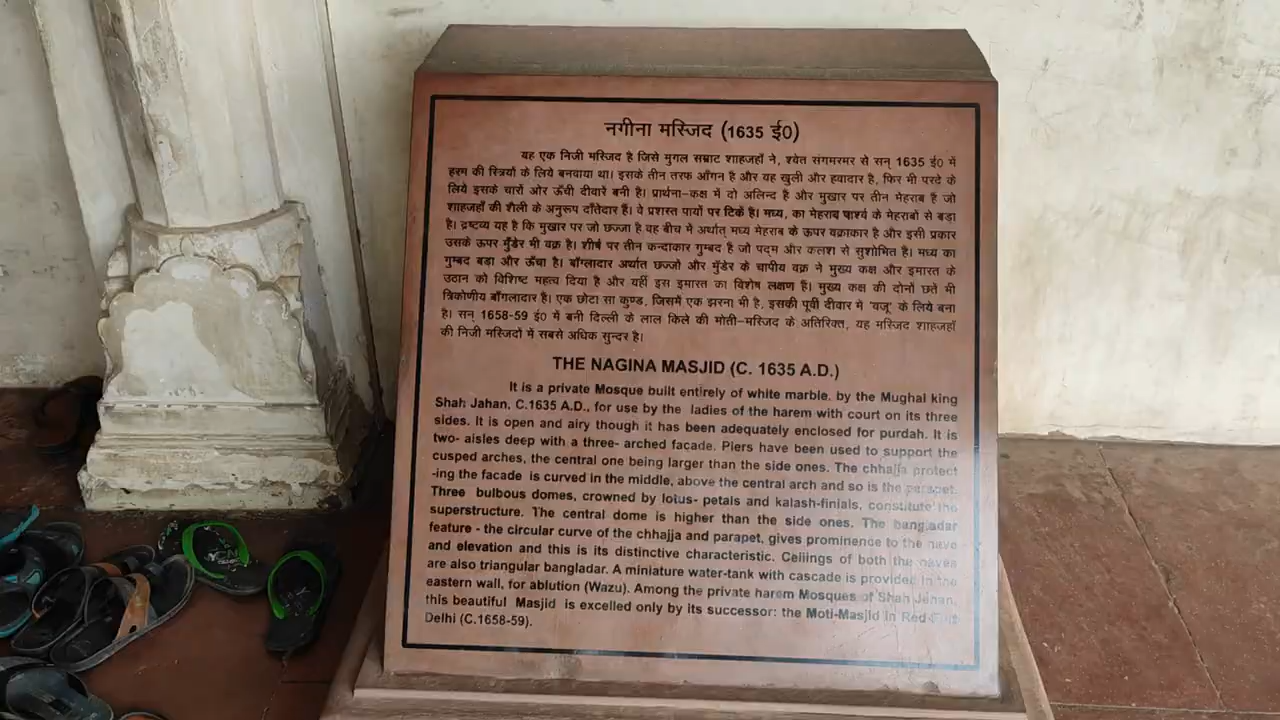 नगीना मस्जिद (1635 ई0)
यह एक निजी मस्जिद है जिसे मुगल सम्राट शाहजहाँ ने, श्वेत संगमरमर से सन् 1635 ई0 में
हरम की स्त्रियों के लिये बनवाया था। इसके तीन तरफ आँगन है और यह खुली और हवादार है, फिर भी परदे के
लिये इसके चारों ओर ऊँची दीवारें बनी है। प्रार्थना–कक्ष में दो अलिन्द है और मुखार पर तीन मेहराब हैं जो
शाहजहाँ की शैली के अनुरूप दाँतेदार हैं। वे प्रशस्त पायों पर टिकें है। मध्य, का मेहराब पार्श्व के मेहराबों से बड़ा
है। द्रष्टव्य यह है कि मुखार पर जो छज्जा है वह बीच में अर्थात् मध्य मेहराब के ऊपर वक्राकार है और इसी प्रकार
उसके ऊपर मुँडेर भी वक्र है। शीर्ष पर तीन कन्दाकार गुम्बद है जो पद्म और कलश से सुशोभित है। मध्य का
गुम्बद बडा और ऊँचा है। बाँग्लादार अर्थात छज्जों और मुँडेर के चापीय वक्र ने मुख्य कक्ष और इमारत के
उठान को विशिष्ट महत्व दिया है और यहीं इस इमारत का विशेष लक्षण है। मुख्य कक्ष की दोनों छते भी
त्रिकोणीय बाँगलादार है। एक छोटा सा कुण्ड, जिसमें एक झरना भी है, इसकी पूर्वी दीवार में 'वजू' के लिये बना
है। सन् 1658-59 ई0 में बनी दिल्ली के लाल किले की मोती–मस्जिद के अतिरिक्त, यह मस्जिद शाहजहाँ
की निजी मस्जिदों में सबसे अधिक सुन्दर है।
THE NAGINA MASJID (C. 1635 A.D.)
It is a private Mosque built entirely of white marble, by the Mughal king
Shah Jahan, C.1635 A.D., for use by the ladies of the harem with court on its three
sides. It is open and airy though it has been adequately enclosed for purdah. It is
two- aisles deep with a three- arched facade. Piers have been used to support the
cusped arches, the central one being larger than the side ones. The chhajja protect
-ing the facade is curved in the middle, above the central arch and so is the parapet.
Three bulbous domes, crowned by lotus- petals and kalash-finials, constitute the
superstructure. The central dome is higher than the side ones. The bangladar
feature - the circular curve of the chhajja and parapet, gives prominence to the nave
and elevation and this is its distinctive characteristic. Ceilings of both the naves
are also triangular bangdar. A miniature water-tank with cascade is provided in the
eastern wall, for ablution (Wazu). Among the private harem Mosques of Shah Jehan,
this beautiful Masjid is excelled only by its successor: the Moti-Masjid in Red-Fort
Delhi (C.1658-59).